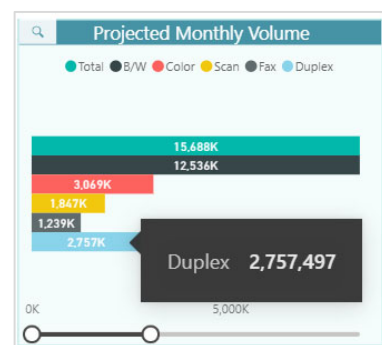 Projected Monthly Volume
Total B/W Color Scan Fax Duplex
15,688K
12,536K
3,069K
1,847K
1,239K
2,757K
Duplex 2,757,497
0K 5,000K